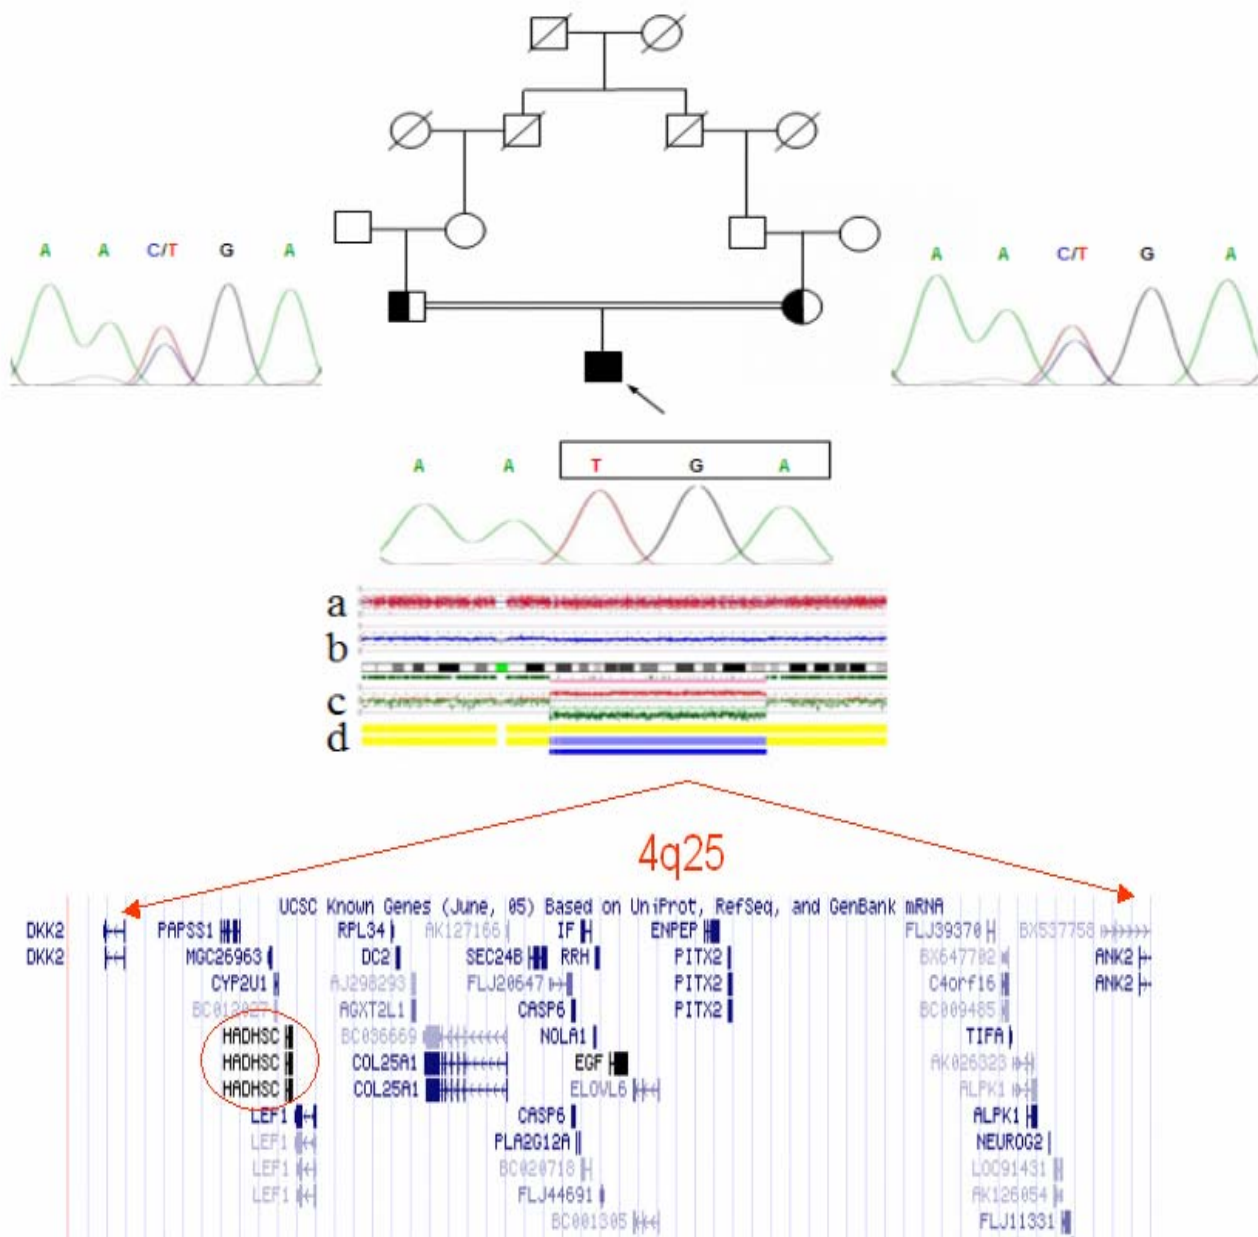 A A C/T G A
A A C/T G A
A A T G A
a
b
c
d
4q25
UCSC Known Genes (June, 05) Based on UniProt, RefSeq, and GenBank mRNA
DKK2 PAPSS1 RPL34 AK127166 IF ENPEP FLJ39370 BX537758
DKK2 MGC26963 DC2 SEC24B RRH PITX2 BX647702 ANK2
CYP2U1 AJ298293 FLJ20647 PITX2 C4orf16 ANK2
BC012027 AGXT2L1 CASP6 PITX2 BC009485
HADHSC BC036669 NOLA1 TIFA
HADHSC COL25A1 EGF AK026323
HADHSC COL25A1 ELOVL6 ALPK1
LEF1 CASP6 ALPK1
LEF1 PLA2G12A NEUROG2
LEF1 BC020718 LOC91431
LEF1 FLJ44691 AK126054
BC001305 FLJ11331